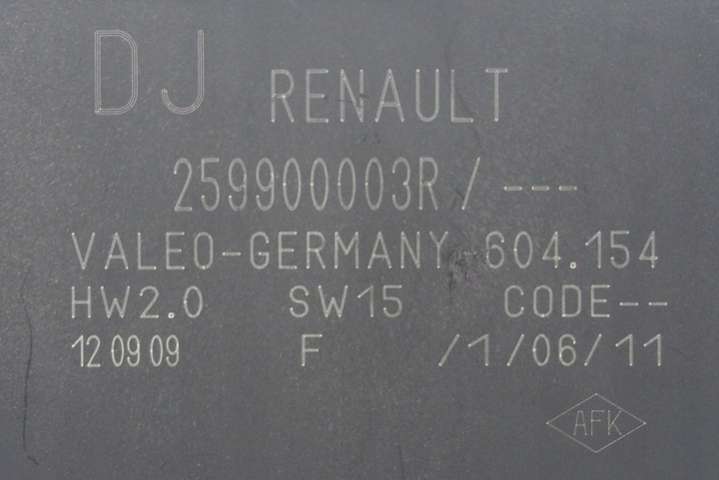 DJ RENAULT
259900003R / ---
VALEO-GERMANY 604.154
HW2.0 SW15 CODE--
12 09 09 F /1/06/11
AFK